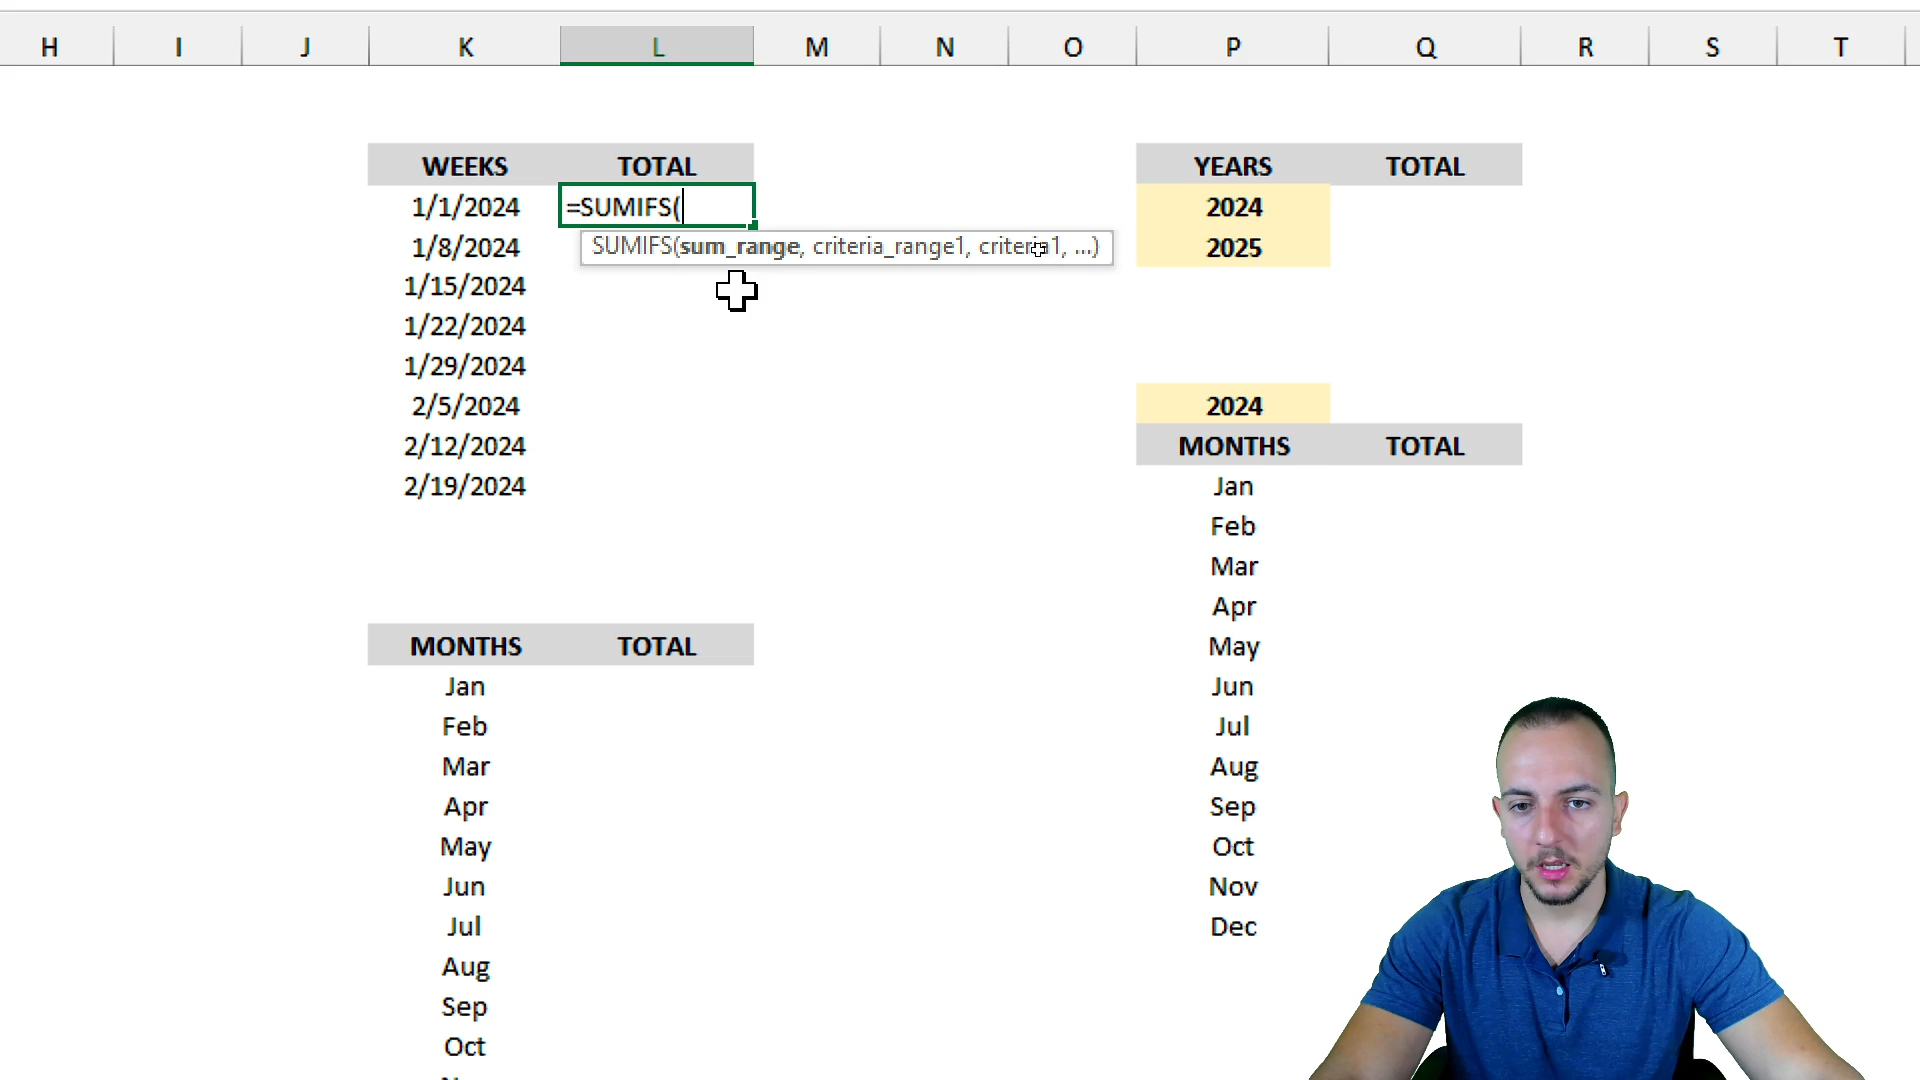 H I J K L M N O P Q R S T
WEEKS TOTAL
1/1/2024 =SUMIFS(
SUMIFS(sum_range, criteria_range1, criteria1, ...)
1/8/2024
1/15/2024
1/22/2024
1/29/2024
2/5/2024
2/12/2024
2/19/2024
MONTHS TOTAL
Jan
Feb
Mar
Apr
May
Jun
Jul
Aug
Sep
Oct
YEARS TOTAL
2024
2025
2024
MONTHS TOTAL
Jan
Feb
Mar
Apr
May
Jun
Jul
Aug
Sep
Oct
Nov
Dec